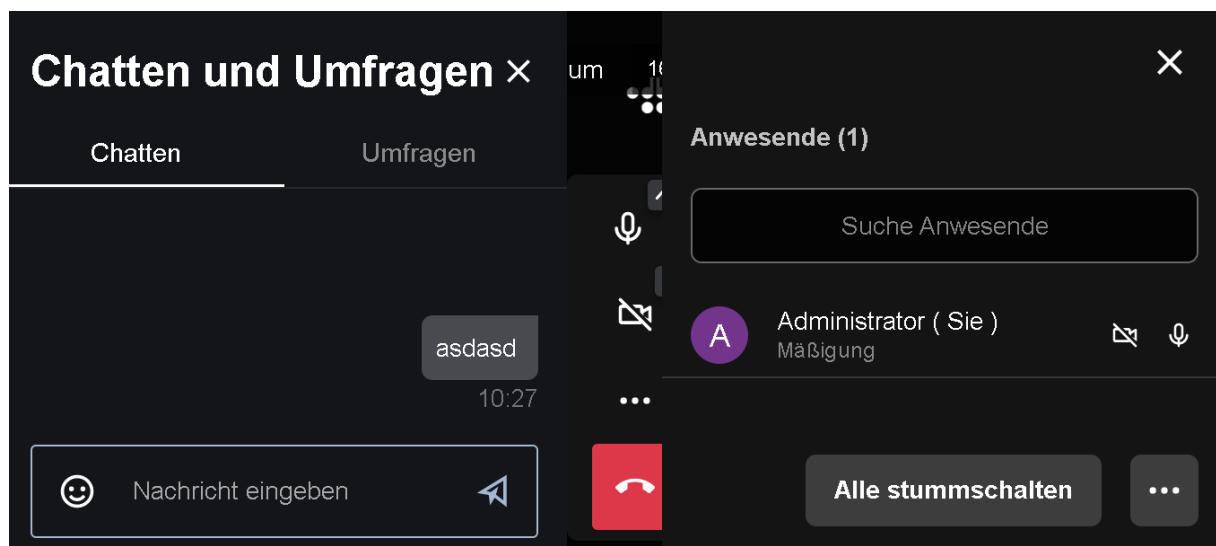 Chatten und Umfragen
Chatten
Umfragen
asdasd
10:27
Nachricht eingeben
um
Anwesende (1)
Suche Anwesende
A
Administrator ( Sie )
Mäßigung
Alle stummschalten